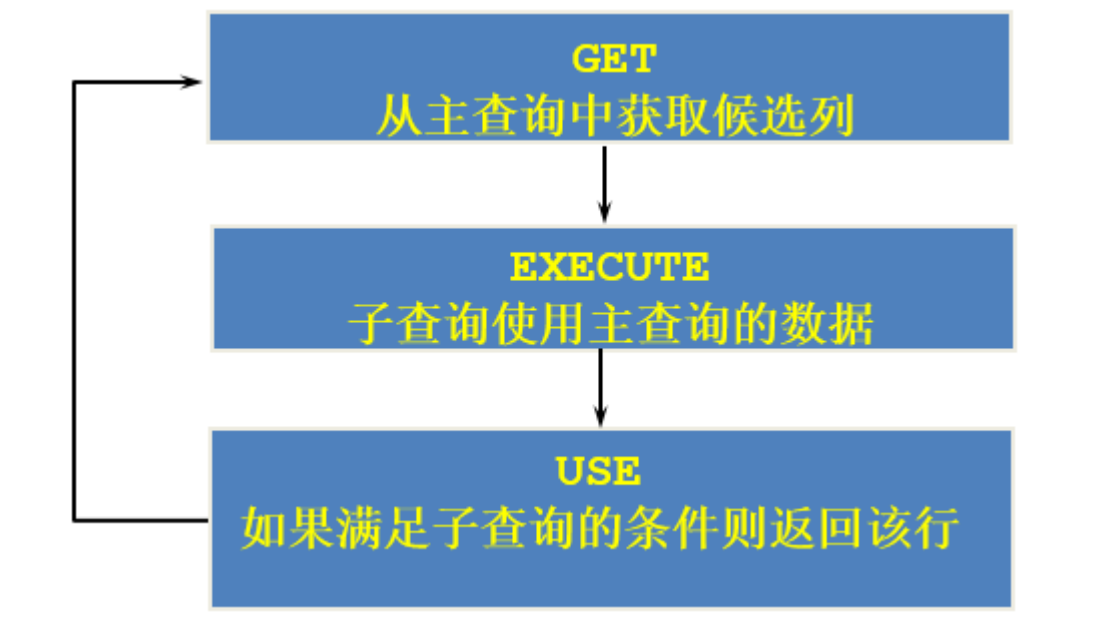 GET
从主查询中获取候选列
EXECUTE
子查询使用主查询的数据
USE
如果满足子查询的条件则返回该行